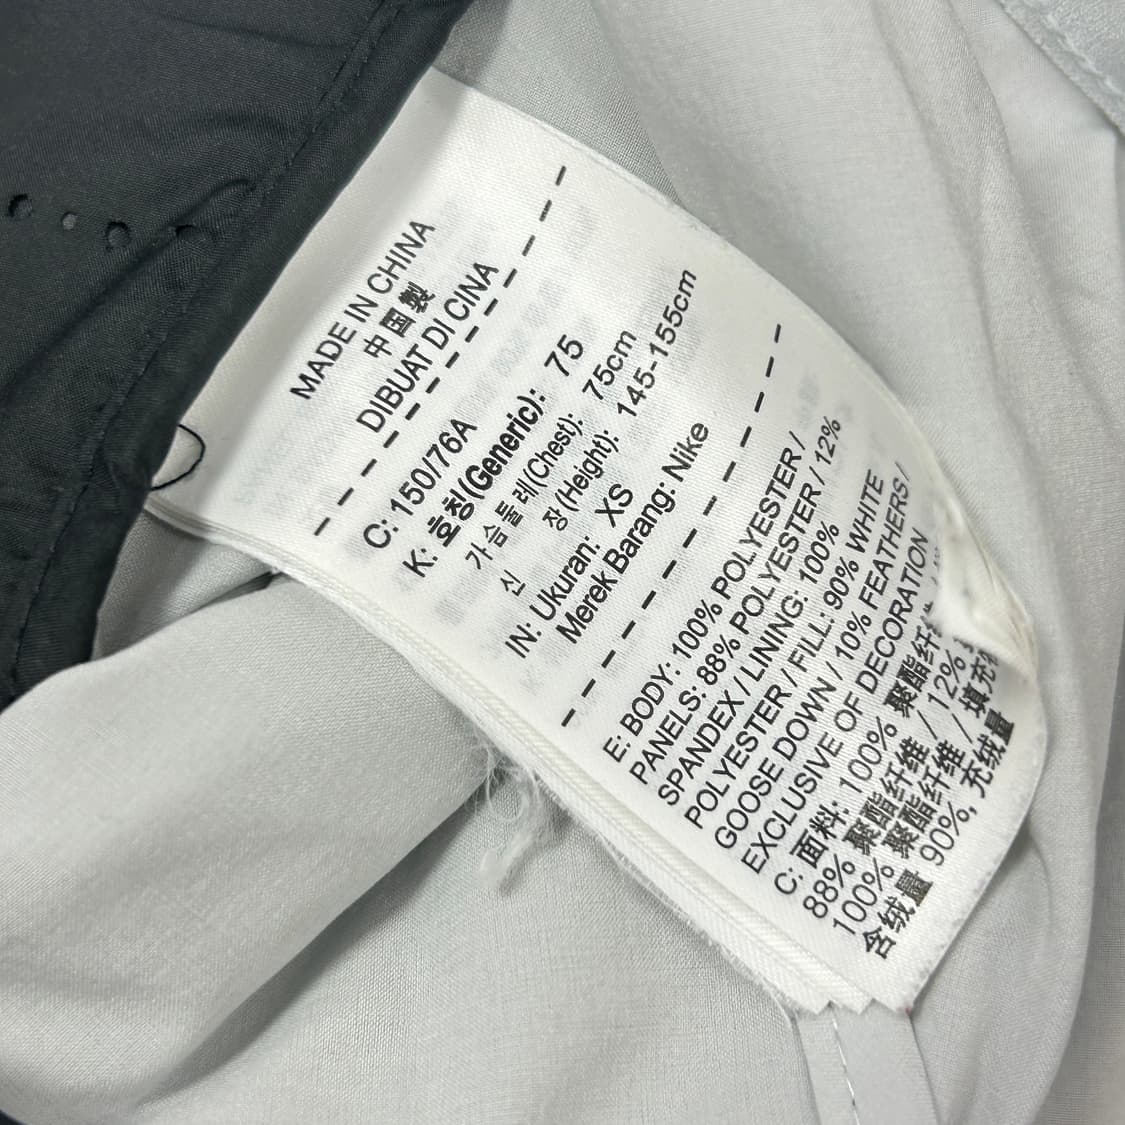 MADE IN CHINA
中国製
DIBUAT DI CINA
C: 150/76A
K: 호칭(Generic): 75
가슴둘레(Chest): 75cm
신 장(Height): 145-155cm
IN: Ukuran: XS
Merek Barang: Nike
E: BODY: 100% POLYESTER /
PANELS: 88% POLYESTER / 12%
SPANDEX / LINING: 100%
POLYESTER / FILL: 90% WHITE
GOOSE DOWN / 10% FEATHERS /
EXCLUSIVE OF DECORATION
C: 面料: 100% 聚酯纤维
88% 聚酯纤维 / 12%
100% 聚酯纤维 / 填充
含绒量 90%, 充绒量